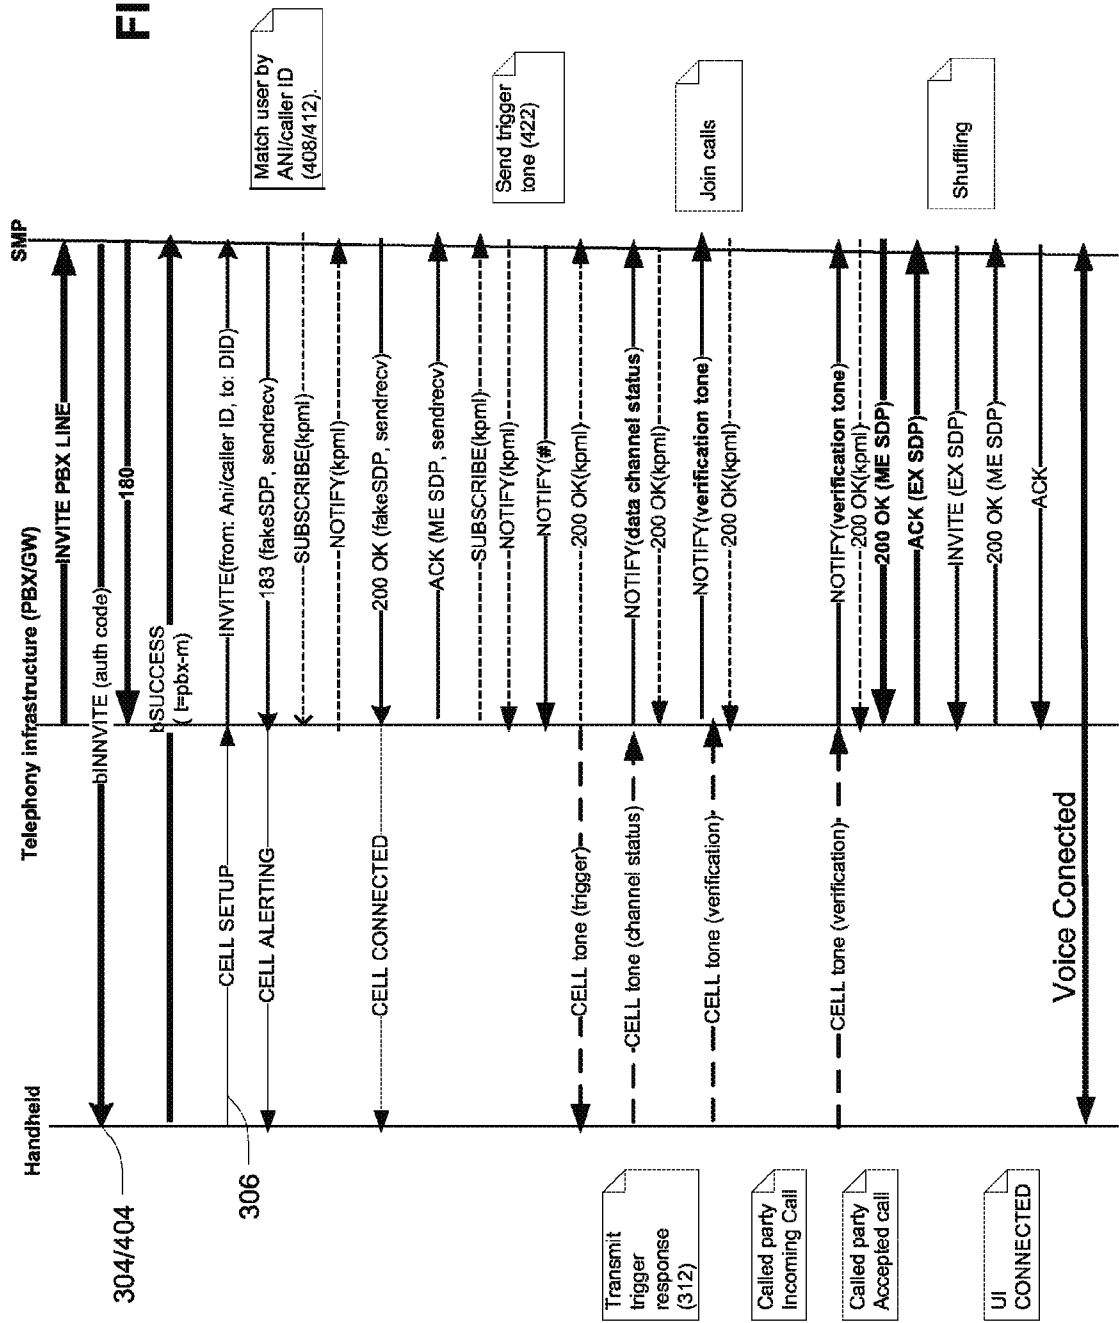 FI
Handheld
Telephony infrastructure (PBX/GW)
SMP
304/404
306
INVITE PBX LINE
bINNVITE (auth code)
180
bSUCCESS
( t=pbx-m)
CELL SETUP
INVITE(from: Ani/caller ID, to: DID)
CELL ALERTING
183 (fakeSDP, sendrecv)
SUBSCRIBE(kpml)
NOTIFY(kpml)
CELL CONNECTED
200 OK (fakeSDP, sendrecv)
ACK (ME SDP, sendrecv)
SUBSCRIBE(kpml)
NOTIFY(kpml)
NOTIFY(#)
CELL tone (trigger)
200 OK(kpml)
CELL tone (channel status)
NOTIFY(data channel status)
200 OK(kpml)
CELL tone (verification)
NOTIFY(verification tone)
200 OK(kpml)
CELL tone (verification)
NOTIFY(verification tone)
200 OK(kpml)
200 OK (ME SDP)
ACK (EX SDP)
INVITE (EX SDP)
200 OK (ME SDP)
ACK
Voice Conected
Match user by
ANI/caller ID
(408/412).
Send trigger
tone (422)
Join calls
Shuffling
Transmit
trigger
response
(312)
Called party
Incoming Call
Called party
Accepted call
UI
CONNECTED